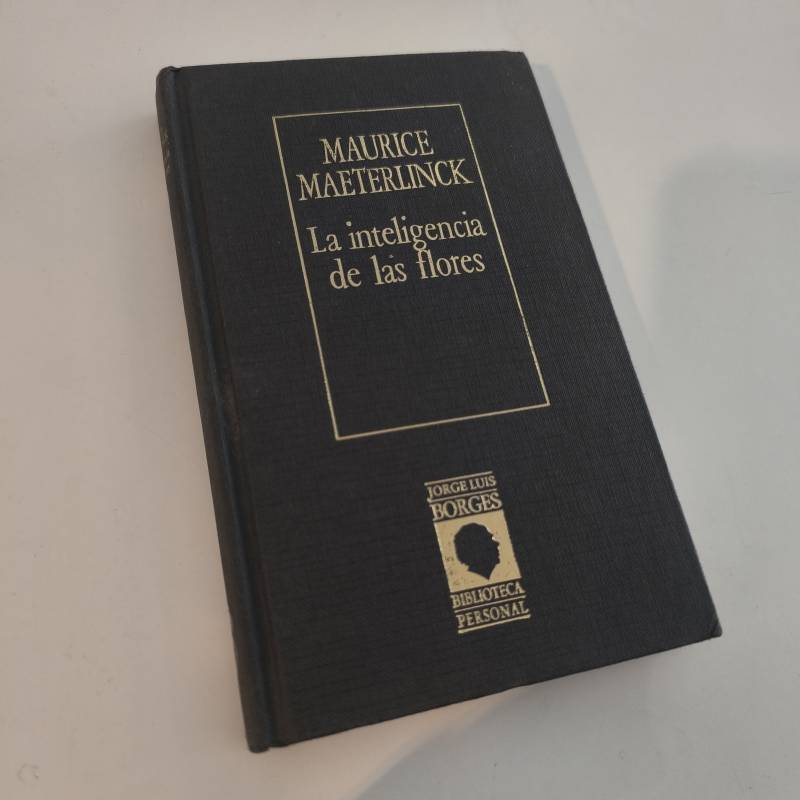 MAURICE
MAETERLINCK
La inteligencia
de las flores
JORGE LUIS
BORGES
BIBLIOTECA
PERSONAL